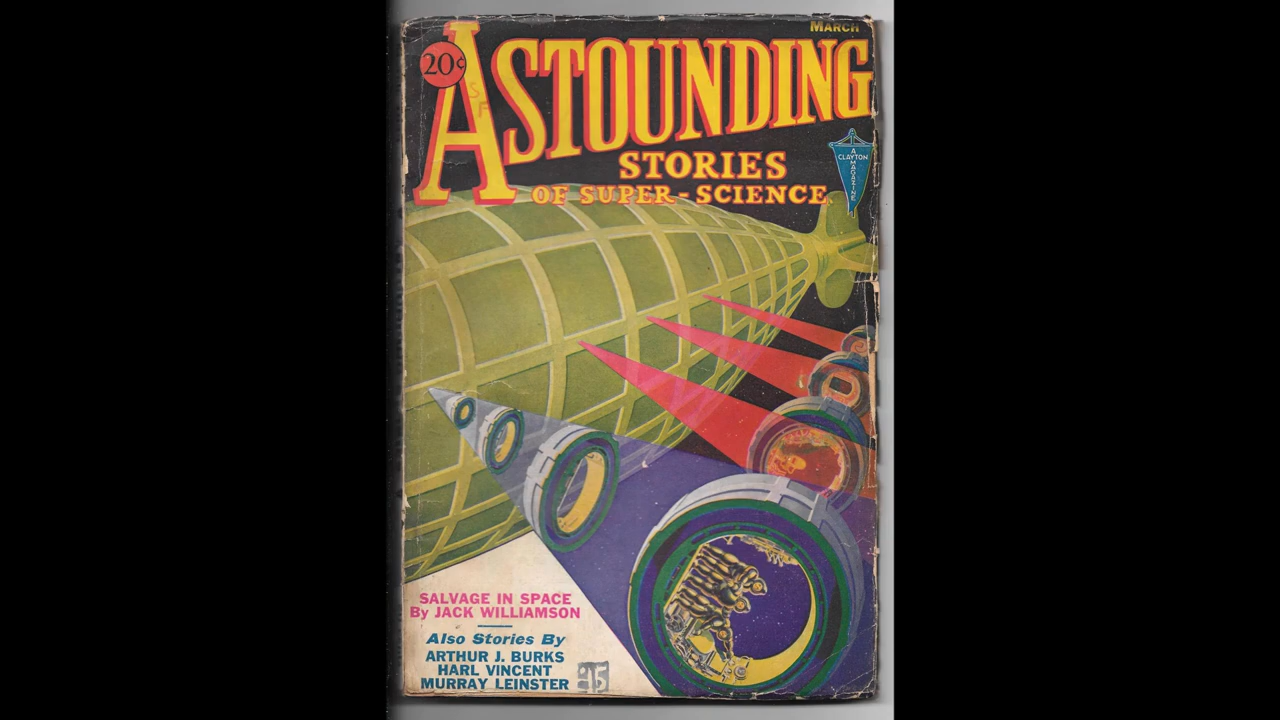 MARCH
20¢
ASTOUNDING
SF
STORIES
OF SUPER-SCIENCE
A
CLAYTON
MAGAZINE
SALVAGE IN SPACE
By JACK WILLIAMSON
Also Stories By
ARTHUR J. BURKS
HARL VINCENT
MURRAY LEINSTER